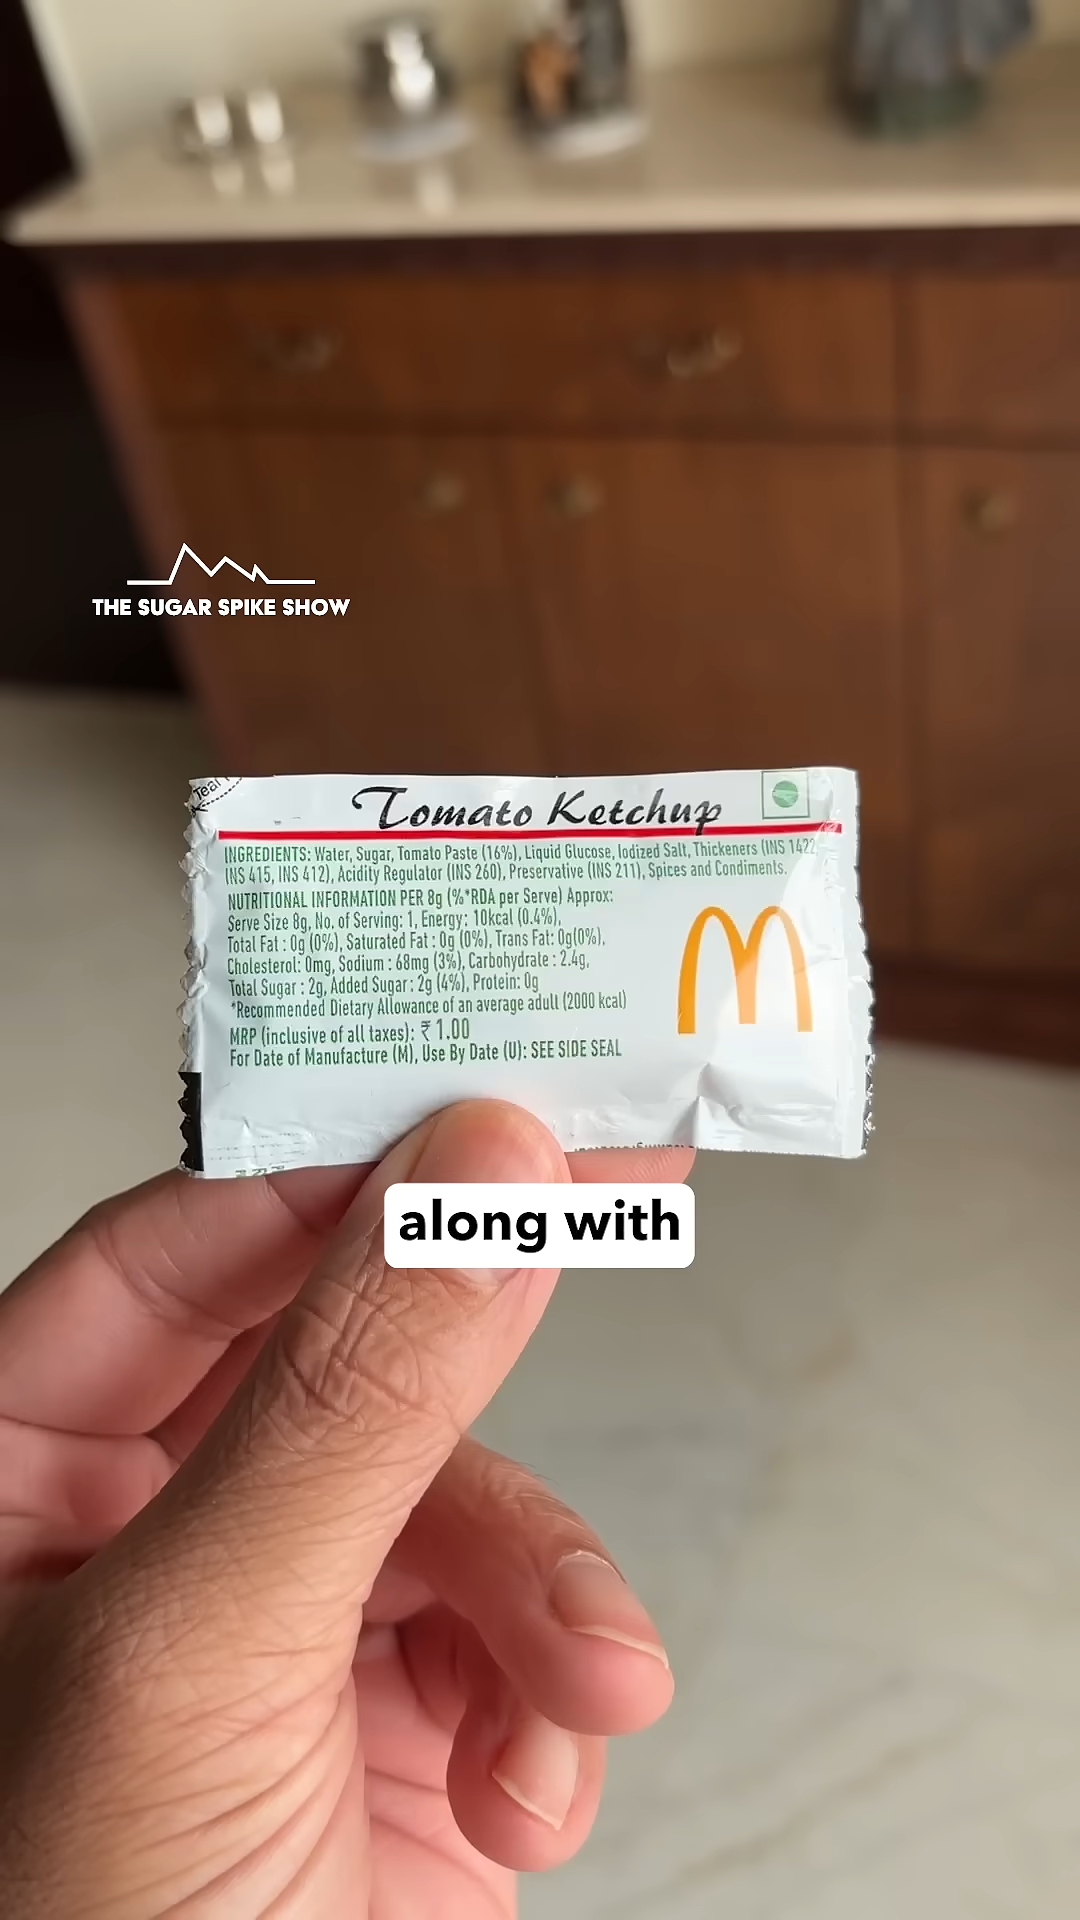 THE SUGAR SPIKE SHOW
Tear
Tomato Ketchup
INGREDIENTS: Water, Sugar, Tomato Paste (16%), Liquid Glucose, Iodized Salt, Thickeners (INS 1422,
INS 415, INS 412), Acidity Regulator (INS 260), Preservative (INS 211), Spices and Condiments.
NUTRITIONAL INFORMATION PER 8g (%*RDA per Serve) Approx:
Serve Size 8g, No. of Serving: 1, Energy: 10kcal (0.4%),
Total Fat : 0g (0%), Saturated Fat : 0g (0%), Trans Fat: 0g(0%),
Cholesterol: 0mg, Sodium : 68mg (3%), Carbohydrate : 2.4g,
Total Sugar : 2g, Added Sugar : 2g (4%), Protein: 0g
*Recommended Dietary Allowance of an average adult (2000 kcal)
MRP (inclusive of all taxes): ₹ 1.00
For Date of Manufacture (M), Use By Date (U): SEE SIDE SEAL
along with